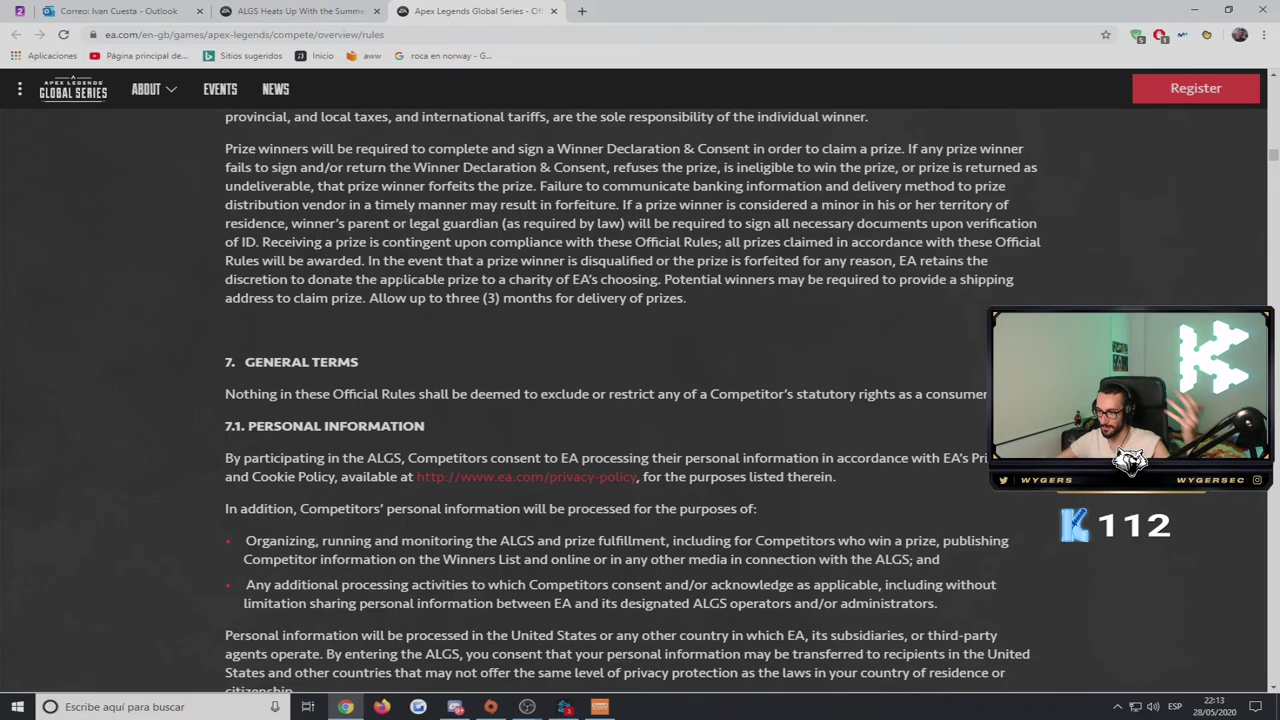 Correo: Ivan Cuesta - Outlook
ALGS Heats Up With the Summe
Apex Legends Global Series - Off
ea.com/en-gb/games/apex-legends/compete/overview/rules
Aplicaciones
Página principal de...
Sitios sugeridos
Inicio
aww
roca en norway - G...
APEX LEGENDS
GLOBAL SERIES
ABOUT
EVENTS
NEWS
Register
provincial, and local taxes, and international tariffs, are the sole responsibility of the individual winner.
Prize winners will be required to complete and sign a Winner Declaration & Consent in order to claim a prize. If any prize winner
fails to sign and/or return the Winner Declaration & Consent, refuses the prize, is ineligible to win the prize, or prize is returned as
undeliverable, that prize winner forfeits the prize. Failure to communicate banking information and delivery method to prize
distribution vendor in a timely manner may result in forfeiture. If a prize winner is considered a minor in his or her territory of
residence, winner's parent or legal guardian (as required by law) will be required to sign all necessary documents upon verification
of ID. Receiving a prize is contingent upon compliance with these Official Rules; all prizes claimed in accordance with these Official
Rules will be awarded. In the event that a prize winner is disqualified or the prize is forfeited for any reason, EA retains the
discretion to donate the applicable prize to a charity of EA's choosing. Potential winners may be required to provide a shipping
address to claim prize. Allow up to three (3) months for delivery of prizes.
7. GENERAL TERMS
Nothing in these Official Rules shall be deemed to exclude or restrict any of a Competitor's statutory rights as a consumer
7.1. PERSONAL INFORMATION
By participating in the ALGS, Competitors consent to EA processing their personal information in accordance with EA's Pri
and Cookie Policy, available at http://www.ea.com/privacy-policy, for the purposes listed therein.
In addition, Competitors' personal information will be processed for the purposes of:
Organizing, running and monitoring the ALGS and prize fulfillment, including for Competitors who win a prize, publishing
Competitor information on the Winners List and online or in any other media in connection with the ALGS; and
Any additional processing activities to which Competitors consent and/or acknowledge as applicable, including without
limitation sharing personal information between EA and its designated ALGS operators and/or administrators.
Personal information will be processed in the United States or any other country in which EA, its subsidiaries, or third-party
agents operate. By entering the ALGS, you consent that your personal information may be transferred to recipients in the United
States and other countries that may not offer the same level of privacy protection as the laws in your country of residence or
citizenship.
K
WYGERS
WYGERSEC
112
Escribe aquí para buscar
ESP
22:13
28/05/2020